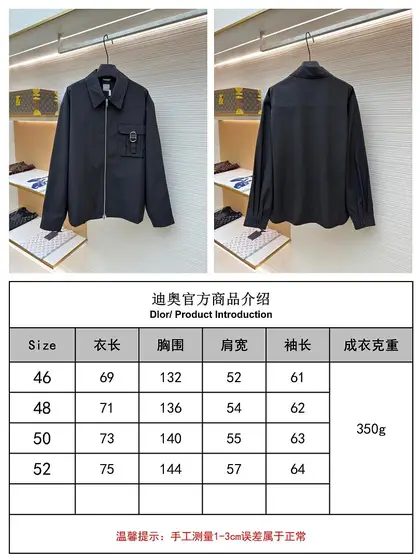 迪奥官方商品介绍
DIor/ Product Introduction
Size 衣长 胸围 肩宽 袖长 成衣克重
46 69 132 52 61
48 71 136 54 62
350g
50 73 140 55 63
52 75 144 57 64
温馨提示: 手工测量1-3cm误差属于正常